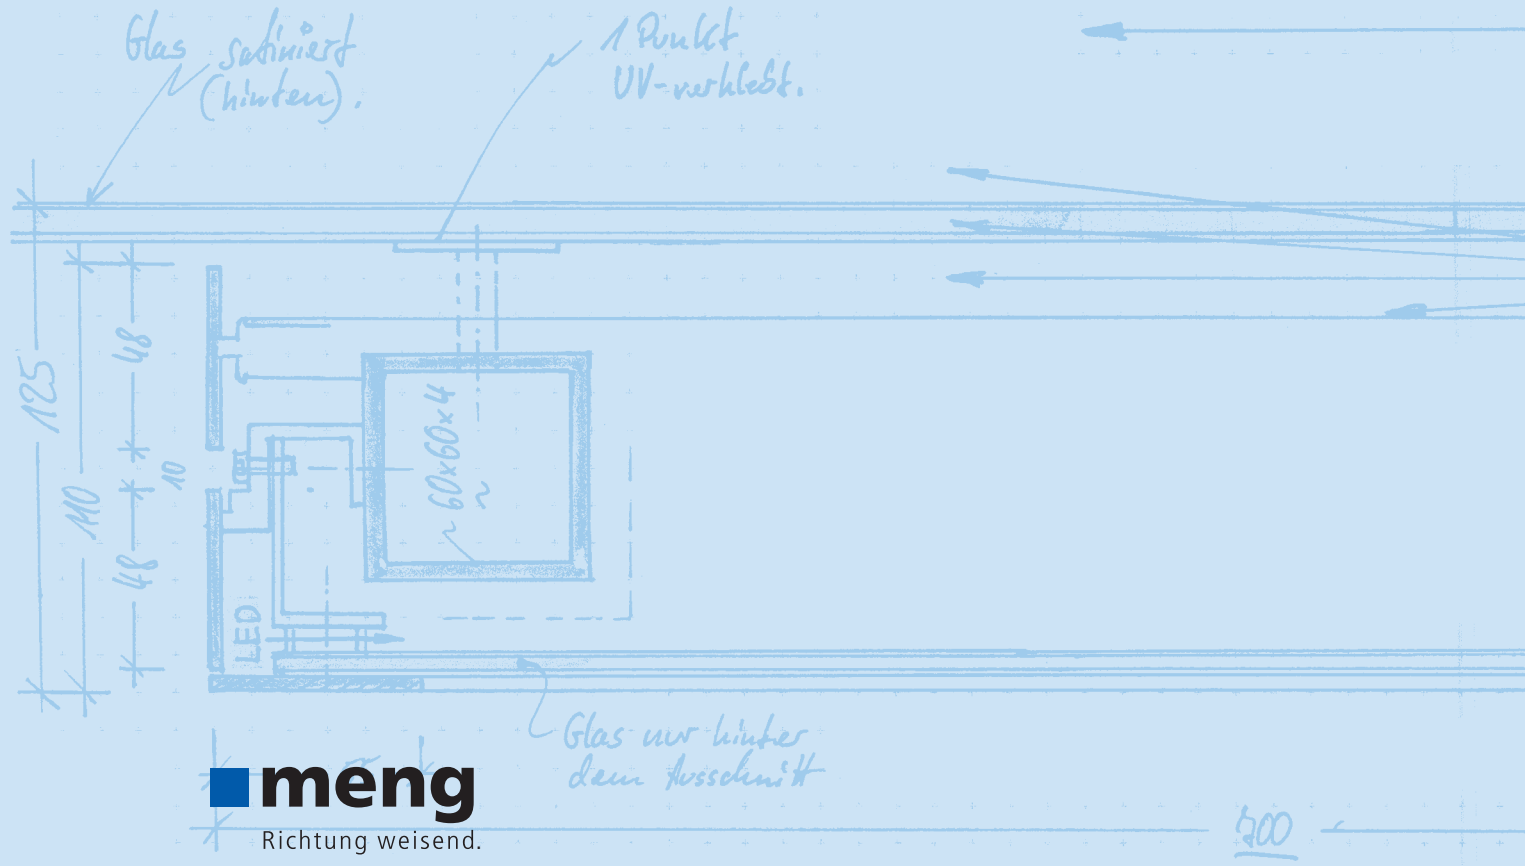 Glas satiniert
(hinten).
1 Punkt
UV-verklebt.
125
110
48
10
48
60x60x4
LED
Glas nur hinter
dem Ausschnitt
meng
Richtung weisend.
700